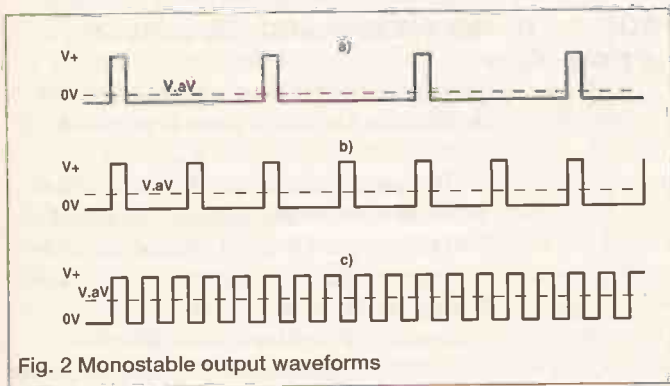 a)
V+
V.aV
0V
b)
V+
V.aV
0V
c)
V+
V.aV
0V
Fig. 2 Monostable output waveforms